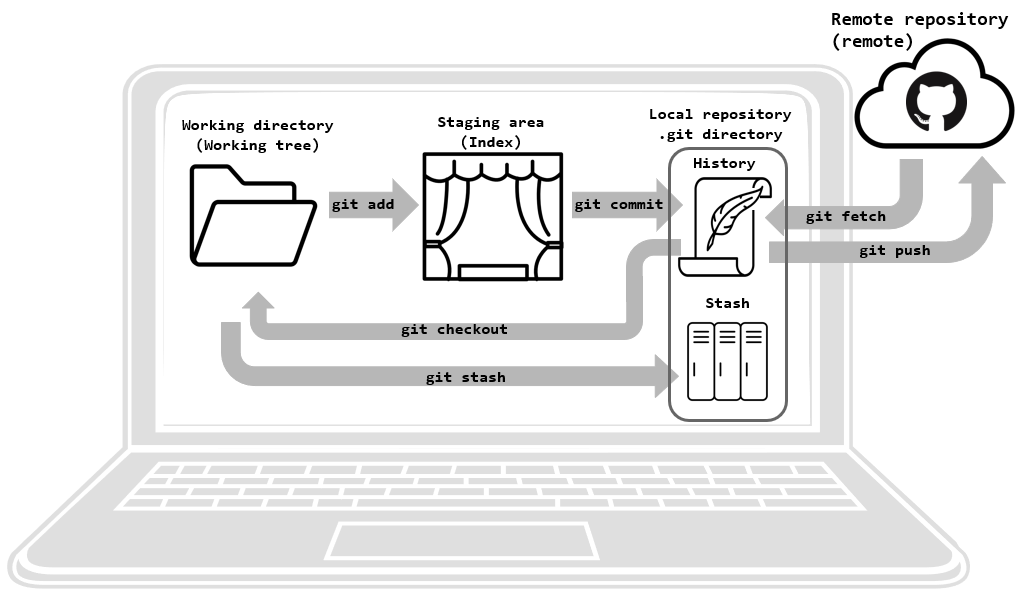 Remote repository
(remote)
Working directory
(Working tree)
Staging area
(Index)
Local repository
.git directory
History
git add
git commit
git fetch
git push
Stash
git checkout
git stash